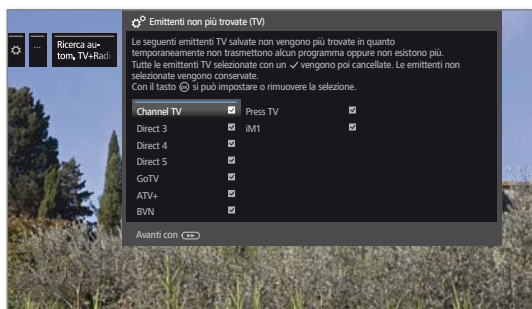 Emittenti non più trovate (TV)
...
Ricerca au-
tom. TV+Radi
Le seguenti emittenti TV salvate non vengono più trovate in quanto
temporaneamente non trasmettono alcun programma oppure non esistono più.
Tutte le emittenti TV selezionate con un ✓ vengono poi cancellate. Le emittenti non
selezionate vengono conservate.
Con il tasto OK si può impostare o rimuovere la selezione.
Channel TV Press TV
Direct 3 iM1
Direct 4
Direct 5
GoTV
ATV+
BVN
Avanti con